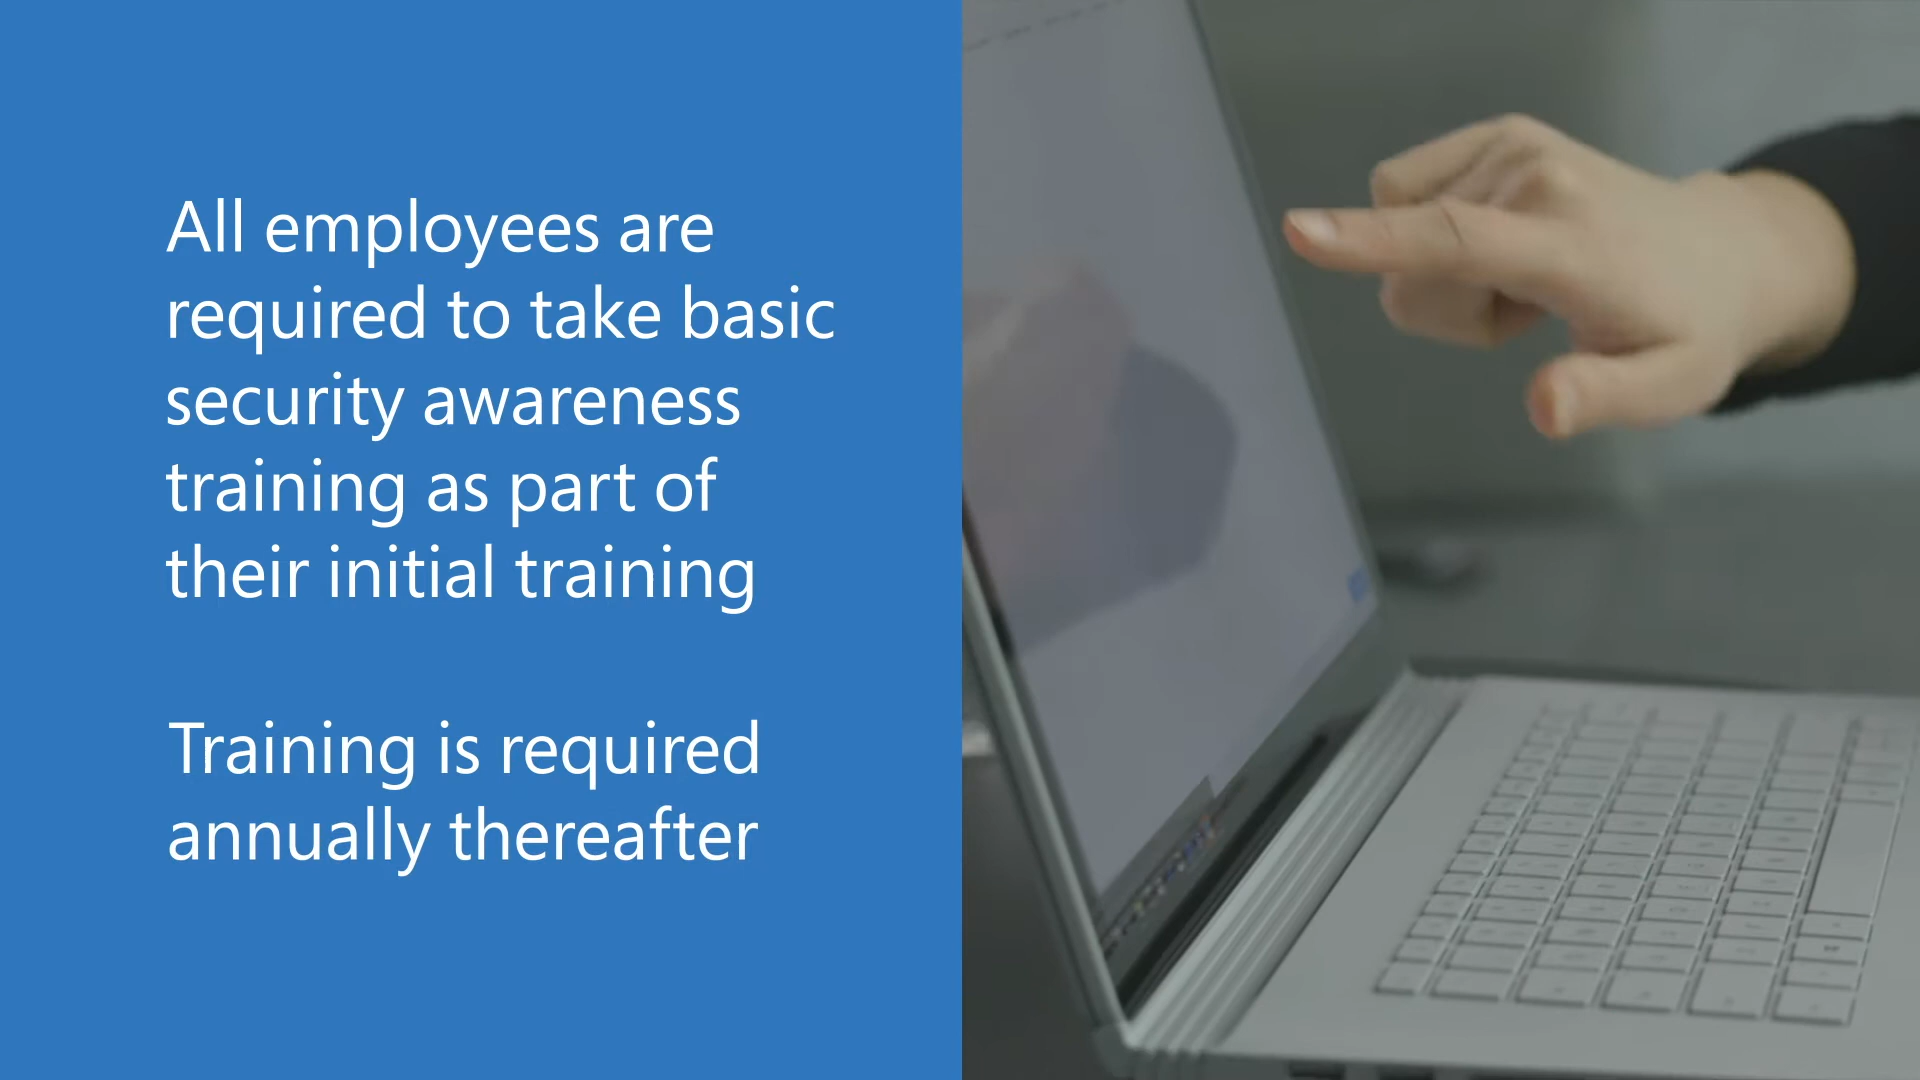 All employees are
required to take basic
security awareness
training as part of
their initial training
Training is required
annually thereafter